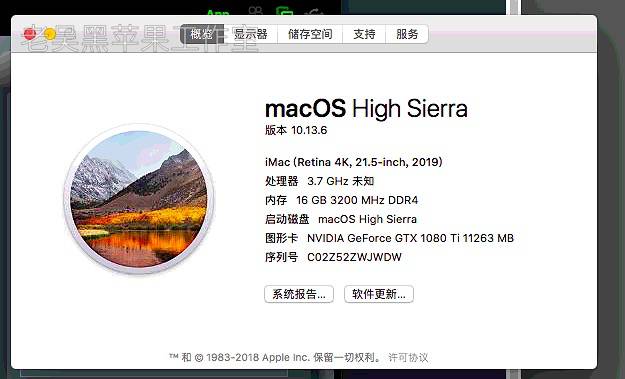 App
老吴黑苹果工作室
概览 显示器 储存空间 支持 服务
macOS High Sierra
版本 10.13.6
iMac (Retina 4K, 21.5-inch, 2019)
处理器 3.7 GHz 未知
内存 16 GB 3200 MHz DDR4
启动磁盘 macOS High Sierra
图形卡 NVIDIA GeForce GTX 1080 Ti 11263 MB
序列号 C02Z52ZWJWDW
系统报告... 软件更新...
™ 和 © 1983-2018 Apple Inc. 保留一切权利。 许可协议